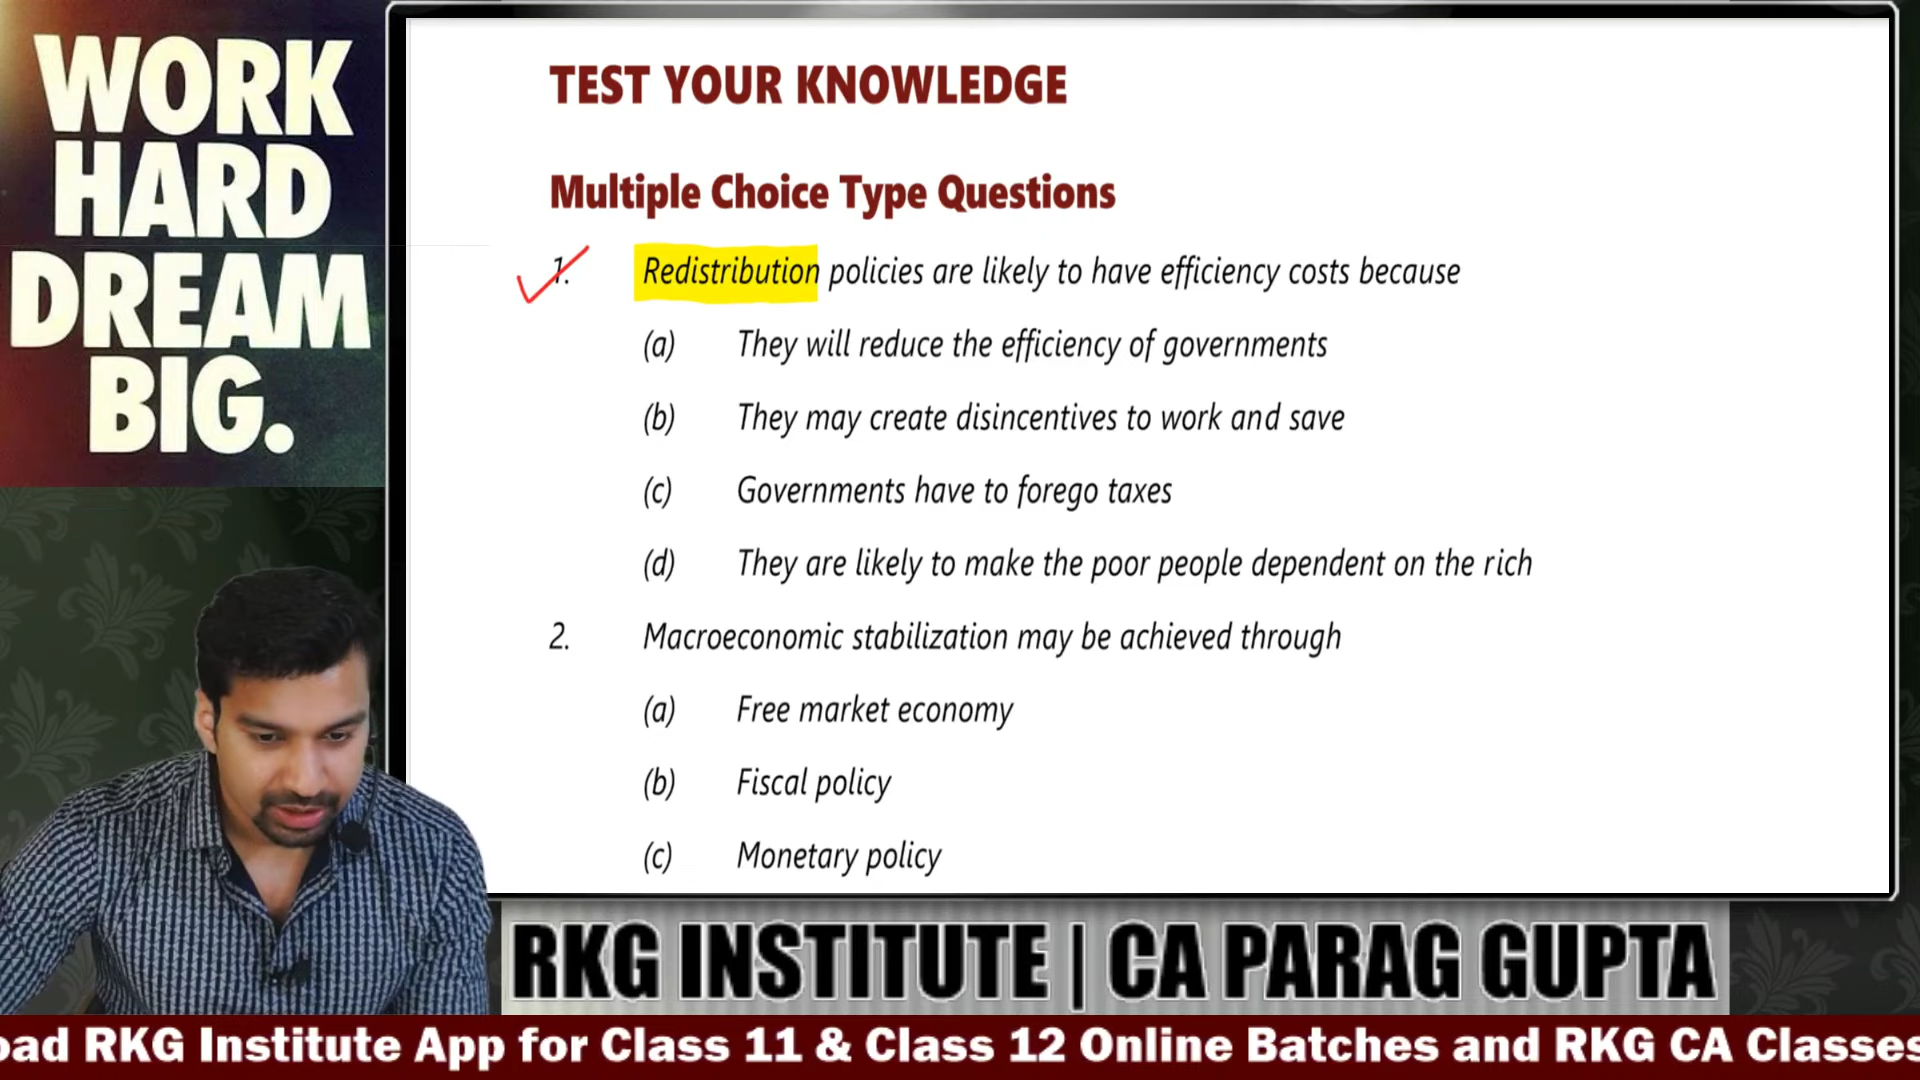 WORK
HARD
DREAM
BIG.
TEST YOUR KNOWLEDGE
Multiple Choice Type Questions
1. Redistribution policies are likely to have efficiency costs because
(a) They will reduce the efficiency of governments
(b) They may create disincentives to work and save
(c) Governments have to forego taxes
(d) They are likely to make the poor people dependent on the rich
2. Macroeconomic stabilization may be achieved through
(a) Free market economy
(b) Fiscal policy
(c) Monetary policy
RKG INSTITUTE | CA PARAG GUPTA
oad RKG Institute App for Class 11 & Class 12 Online Batches and RKG CA Classes